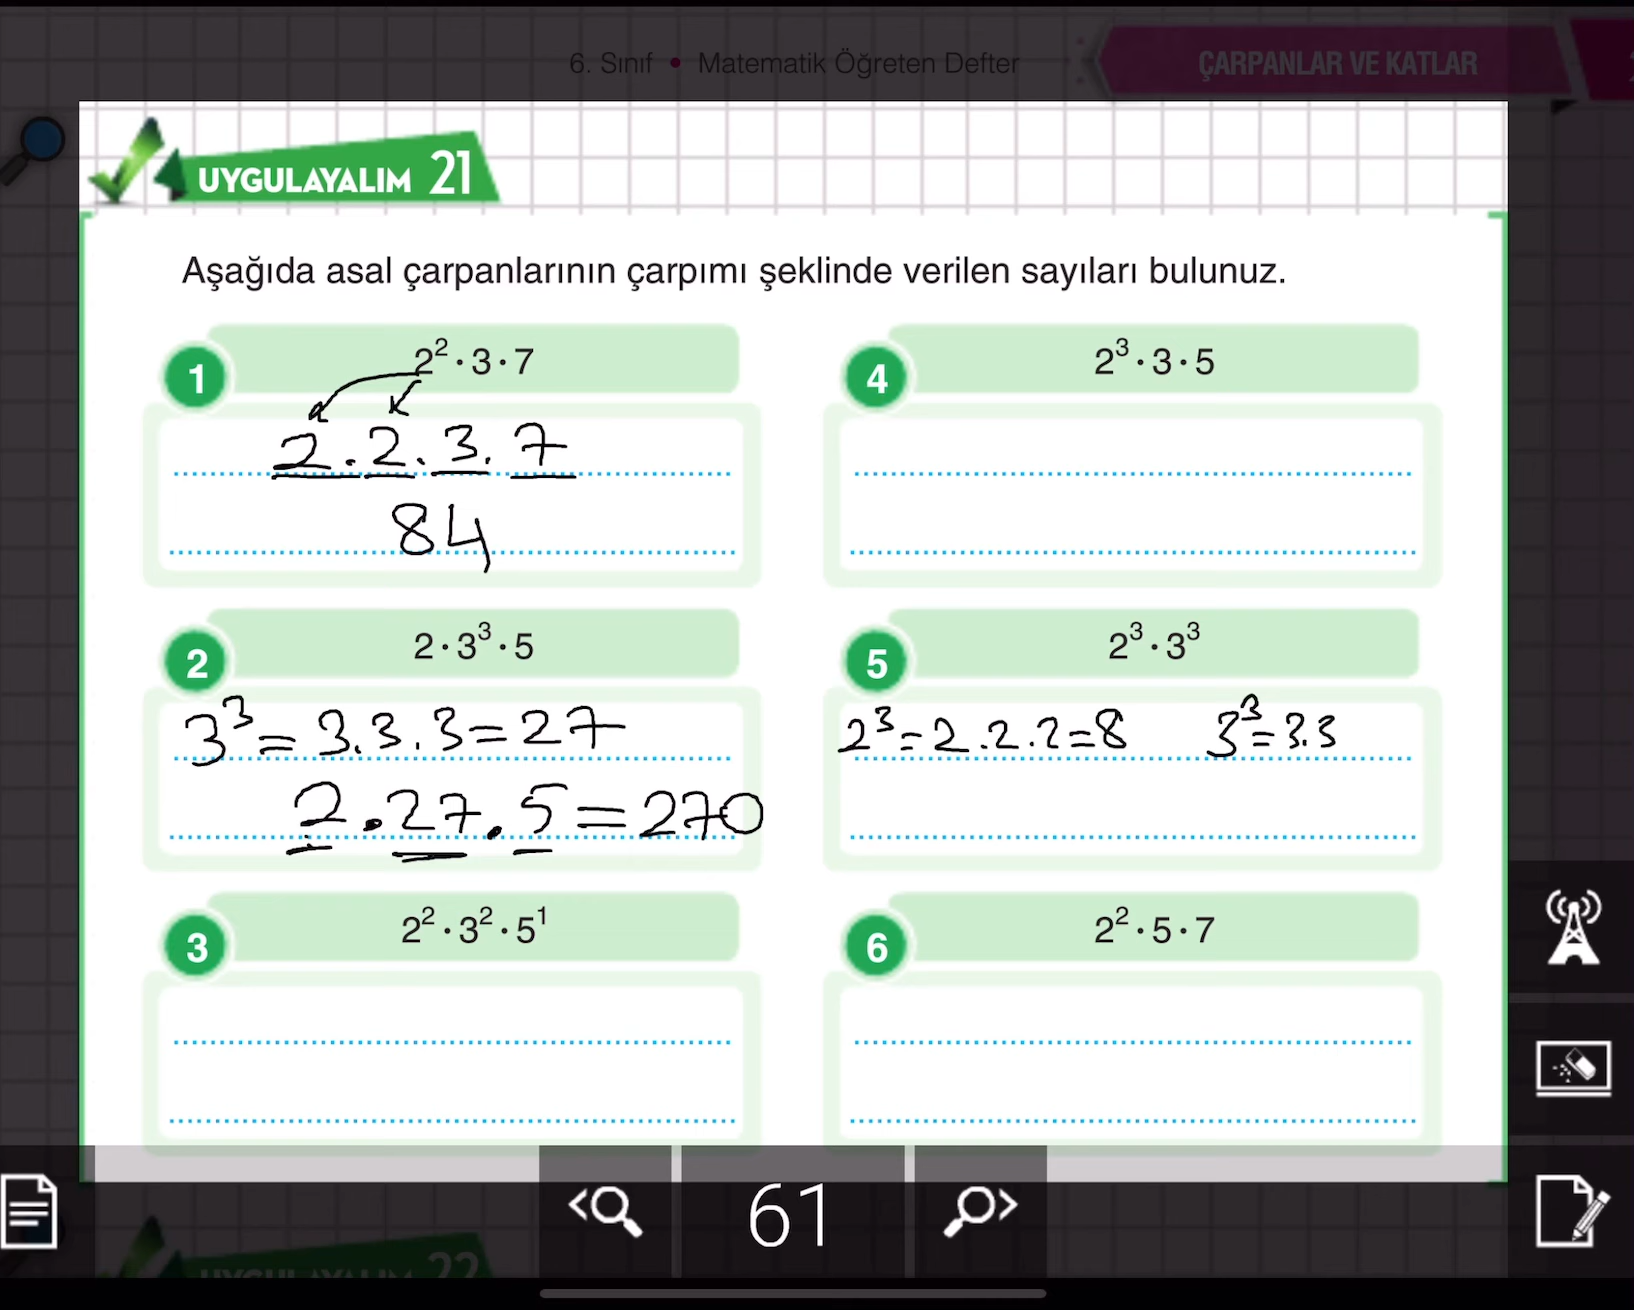 6. Sınıf • Matematik Öğreten Defter
ÇARPANLAR VE KATLAR
UYGULAYALIM 21
Aşağıda asal çarpanlarının çarpımı şeklinde verilen sayıları bulunuz.
1
2² · 3 · 7
2 . 2 . 3 . 7
84
2
2 · 3³ · 5
3³ = 3.3.3 = 27
2 . 27 . 5 = 270
3
2² · 3² · 5¹
4
2³ · 3 · 5
5
2³ · 3³
2³ = 2.2.2 = 8 3³ = 3.3
6
2² · 5 · 7
61
UYGULAYALIM 22